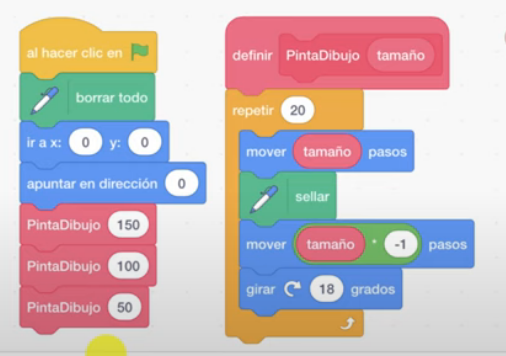 al hacer clic en
borrar todo
ir a x: 0 y: 0
apuntar en dirección 0
PintaDibujo 150
PintaDibujo 100
PintaDibujo 50
definir PintaDibujo tamaño
repetir 20
mover tamaño pasos
sellar
mover tamaño * -1 pasos
girar 18 grados